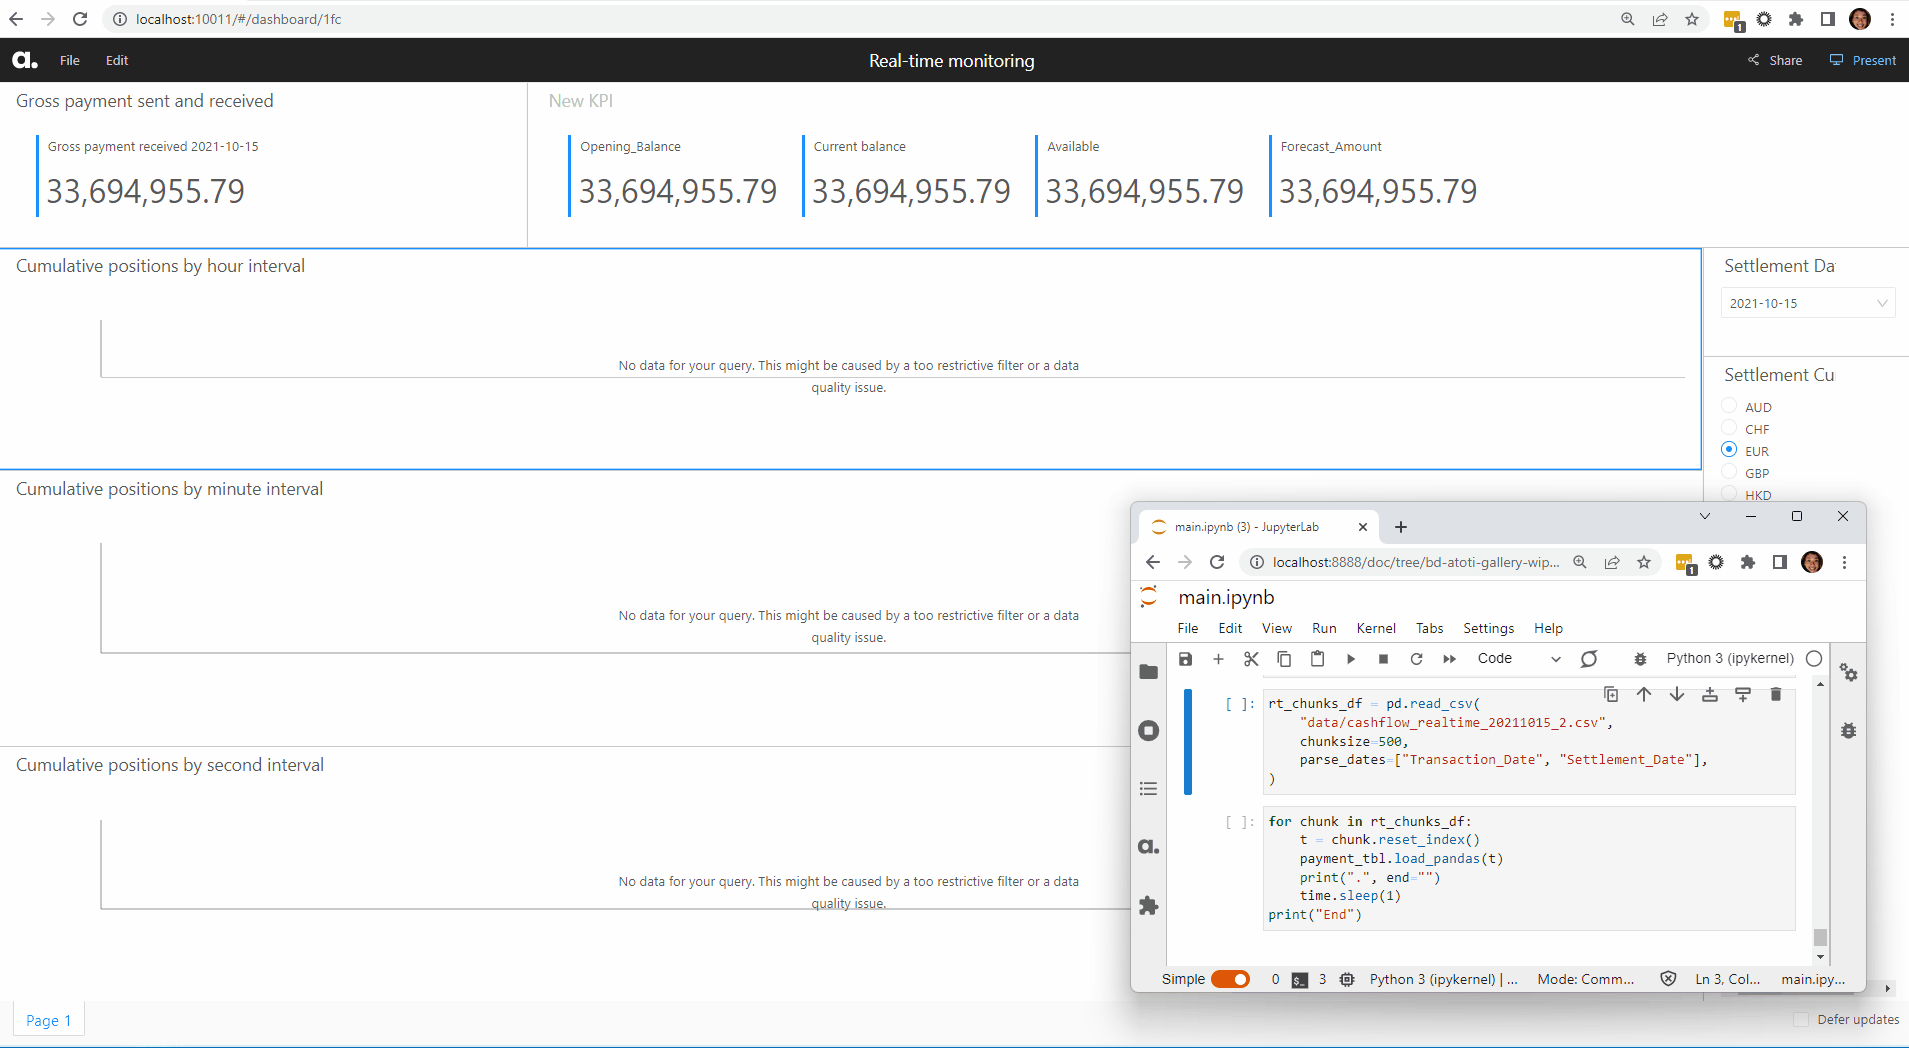 localhost:10011/#/dashboard/1fc
1
a.
File
Edit
Real-time monitoring
Share
Present
Gross payment sent and received
Gross payment received 2021-10-15
33,694,955.79
New KPI
Opening_Balance
33,694,955.79
Current balance
33,694,955.79
Available
33,694,955.79
Forecast_Amount
33,694,955.79
Cumulative positions by hour interval
No data for your query. This might be caused by a too restrictive filter or a data
quality issue.
Settlement Da
2021-10-15
Settlement Cu
AUD
CHF
EUR
GBP
HKD
Cumulative positions by minute interval
No data for your query. This might be caused by a too restrictive filter or a data
quality issue.
Cumulative positions by second interval
No data for your query. This might be caused by a too restrictive filter or a data
quality issue.
main.ipynb (3) - JupyterLab
localhost:8888/doc/tree/bd-atoti-gallery-wip...
1
main.ipynb
File
Edit
View
Run
Kernel
Tabs
Settings
Help
Code
Python 3 (ipykernel)
a.
[ ]:
rt_chunks_df = pd.read_csv(
"data/cashflow_realtime_20211015_2.csv",
chunksize=500,
parse_dates=["Transaction_Date", "Settlement_Date"],
)
[ ]:
for chunk in rt_chunks_df:
t = chunk.reset_index()
payment_tbl.load_pandas(t)
print(".", end="")
time.sleep(1)
print("End")
Simple
0
$_
3
Python 3 (ipykernel) | ...
Mode: Comm...
Ln 3, Col...
main.ipy...
Page 1
Defer updates